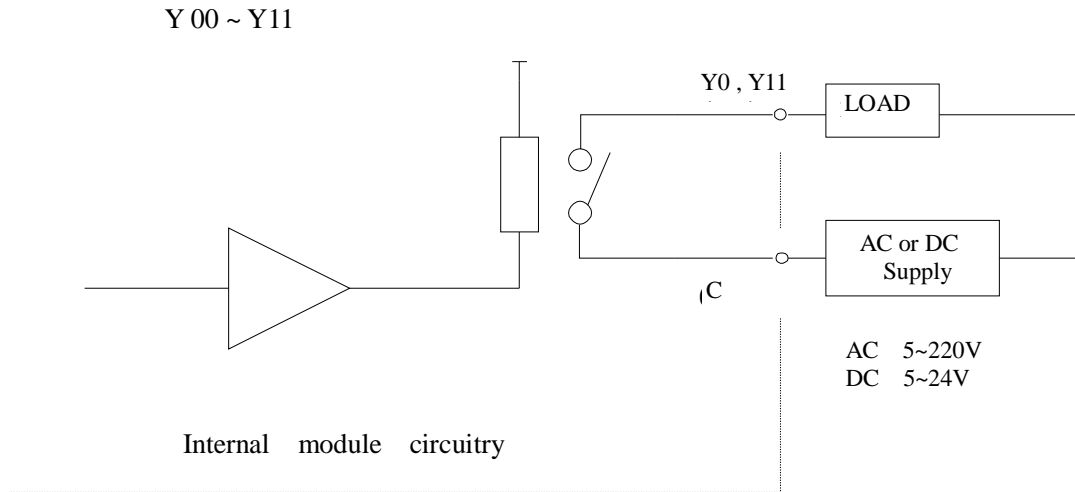 Y 00 ~ Y11
Y0 , Y11
LOAD
AC or DC
Supply
C
AC 5~220V
DC 5~24V
Internal module circuitry